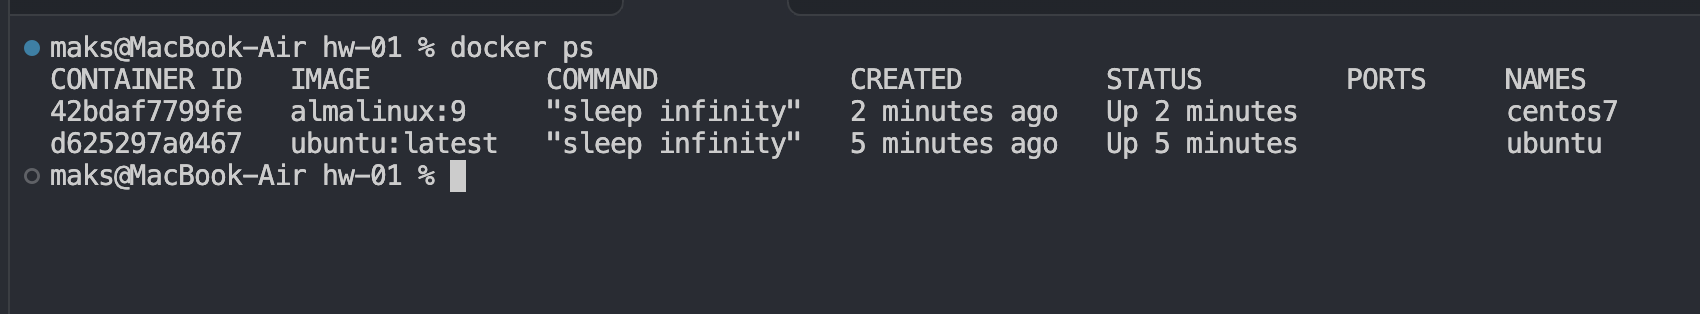 maks@MacBook-Air hw-01 % docker ps
CONTAINER ID   IMAGE           COMMAND            CREATED         STATUS         PORTS     NAMES
42bdaf7799fe   almalinux:9     "sleep infinity"   2 minutes ago   Up 2 minutes             centos7
d625297a0467   ubuntu:latest   "sleep infinity"   5 minutes ago   Up 5 minutes             ubuntu
maks@MacBook-Air hw-01 %